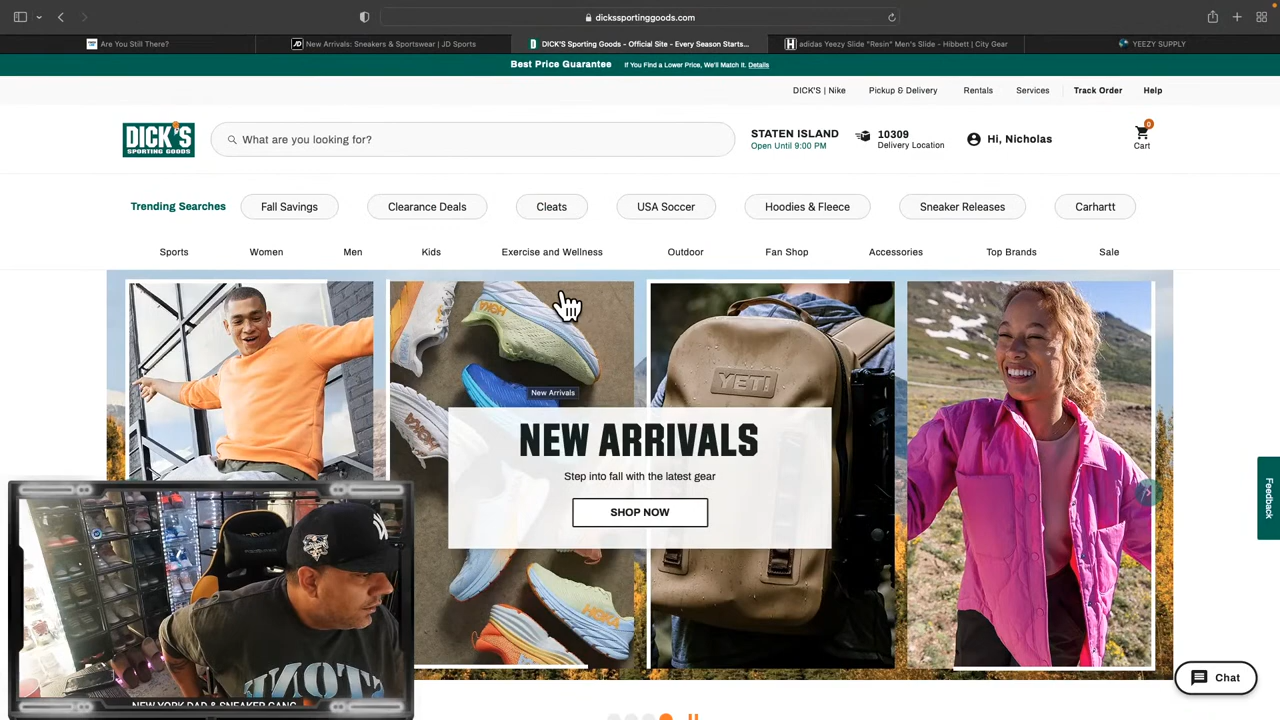 dickssportinggoods.com
Are You Still There?
New Arrivals: Sneakers & Sportswear | JD Sports
DICK'S Sporting Goods - Official Site - Every Season Starts...
adidas Yeezy Slide "Resin" Men's Slide - Hibbett | City Gear
YEEZY SUPPLY
Best Price Guarantee If You Find a Lower Price, We'll Match It. Details
DICK'S | Nike
Pickup & Delivery
Rentals
Services
Track Order
Help
DICK'S
SPORTING GOODS
What are you looking for?
STATEN ISLAND
Open Until 9:00 PM
10309
Delivery Location
Hi, Nicholas
0
Cart
Trending Searches
Fall Savings
Clearance Deals
Cleats
USA Soccer
Hoodies & Fleece
Sneaker Releases
Carhartt
Sports
Women
Men
Kids
Exercise and Wellness
Outdoor
Fan Shop
Accessories
Top Brands
Sale
HOKA
YETI
New Arrivals
NEW ARRIVALS
Step into fall with the latest gear
SHOP NOW
HOKA
HOKA
Feedback
Chat
NEW YORK DAD & SNEAKER GANG